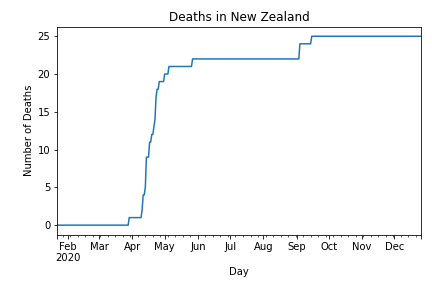 Deaths in New Zealand
25
20
15
10
5
0
Number of Deaths
Feb Mar Apr May Jun Jul Aug Sep Oct Nov Dec
2020
Day